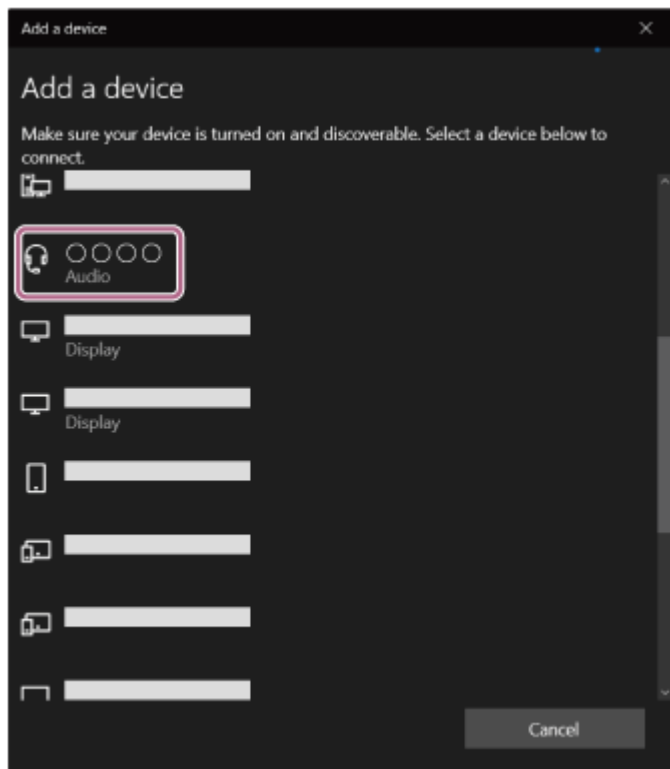 Add a device
Add a device
Make sure your device is turned on and discoverable. Select a device below to
connect.
○○○○
Audio
Display
Display
Cancel